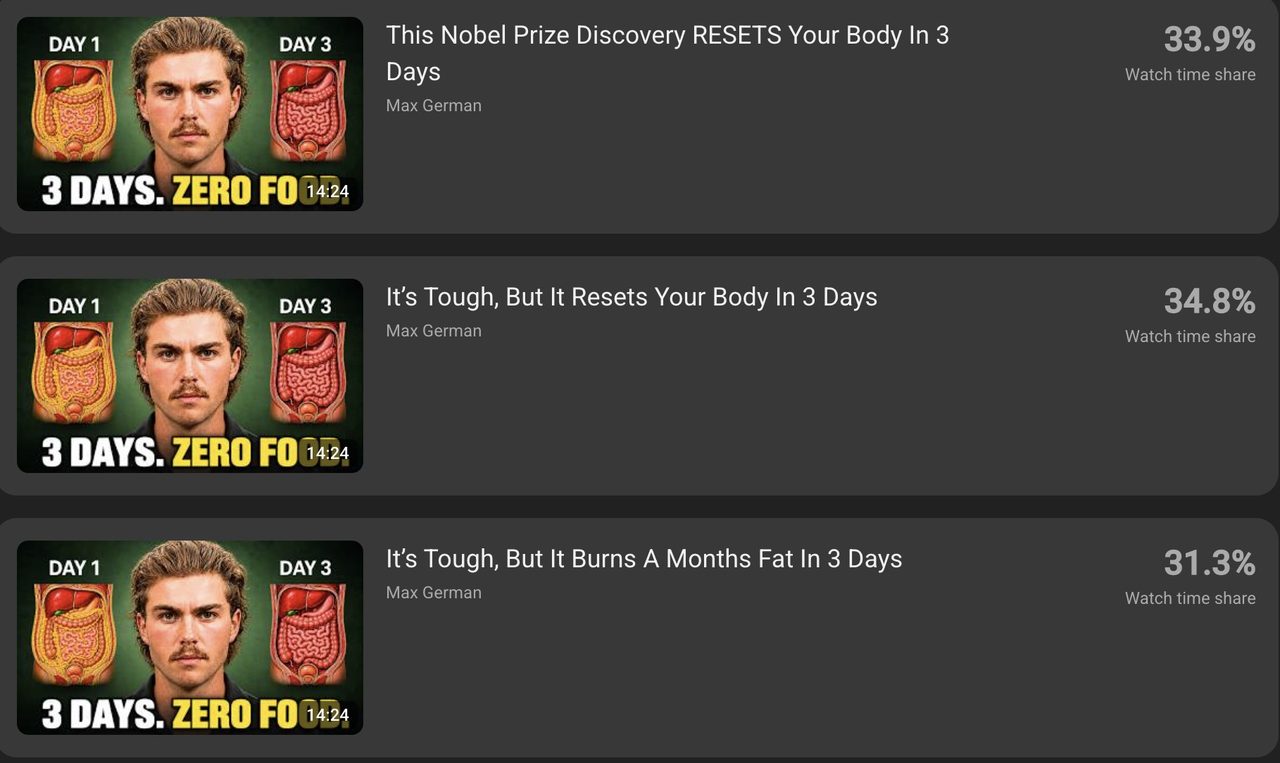 DAY 1
DAY 3
3 DAYS. ZERO FOOD.
14:24
This Nobel Prize Discovery RESETS Your Body In 3
Days
Max German
33.9%
Watch time share
DAY 1
DAY 3
3 DAYS. ZERO FOOD.
14:24
It’s Tough, But It Resets Your Body In 3 Days
Max German
34.8%
Watch time share
DAY 1
DAY 3
3 DAYS. ZERO FOOD.
14:24
It’s Tough, But It Burns A Months Fat In 3 Days
Max German
31.3%
Watch time share